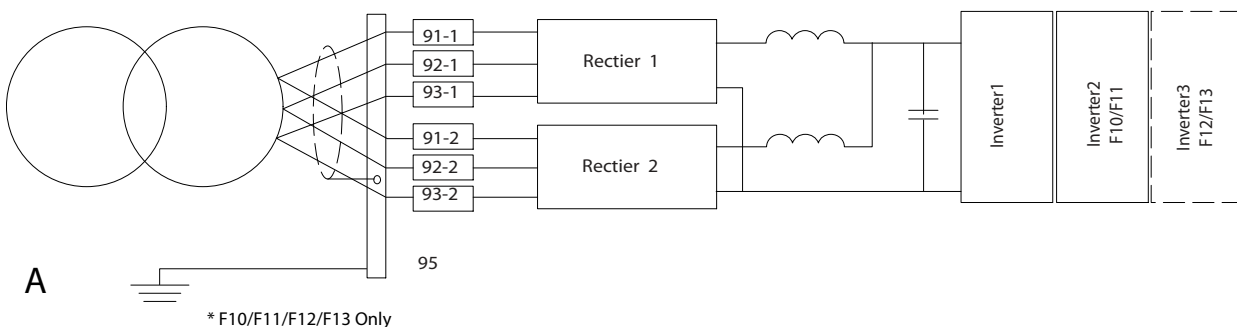 91-1
92-1
93-1
91-2
92-2
93-2
Rectier 1
Rectier 2
Inverter1
Inverter2
F10/F11
Inverter3
F12/F13
95
A
* F10/F11/F12/F13 Only